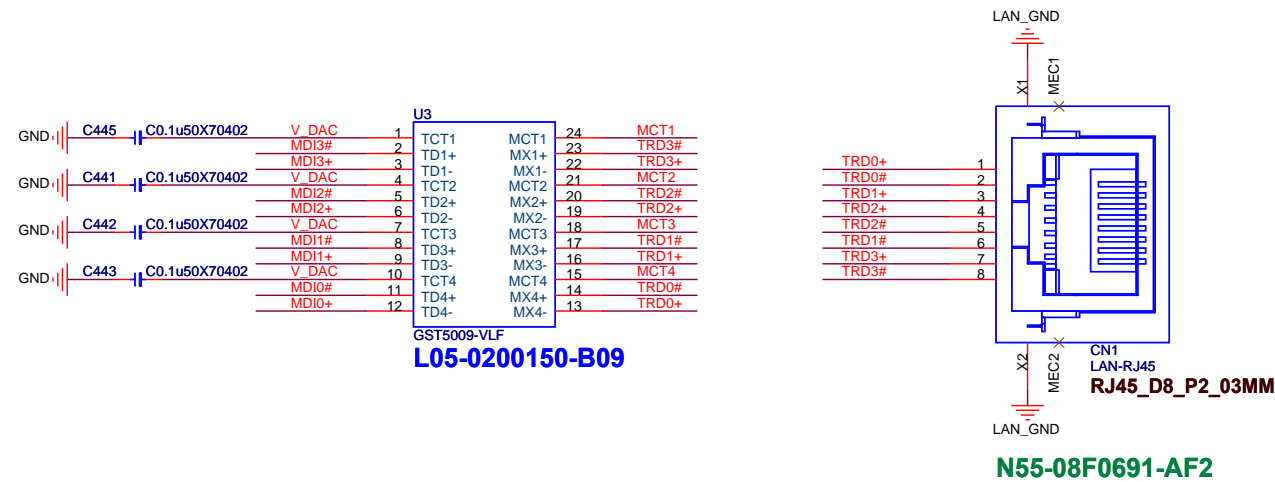 LAN_GND
X1
MEC1
U3
GND C445 C0.1u50X70402 V_DAC 1 TCT1 MCT1 24 MCT1
MDI3# 2 TD1+ MX1+ 23 TRD3#
MDI3+ 3 TD1- MX1- 22 TRD3+
GND C441 C0.1u50X70402 V_DAC 4 TCT2 MCT2 21 MCT2
MDI2# 5 TD2+ MX2+ 20 TRD2#
MDI2+ 6 TD2- MX2- 19 TRD2+
GND C442 C0.1u50X70402 V_DAC 7 TCT3 MCT3 18 MCT3
MDI1# 8 TD3+ MX3+ 17 TRD1#
MDI1+ 9 TD3- MX3- 16 TRD1+
GND C443 C0.1u50X70402 V_DAC 10 TCT4 MCT4 15 MCT4
MDI0# 11 TD4+ MX4+ 14 TRD0#
MDI0+ 12 TD4- MX4- 13 TRD0+
GST5009-VLF
L05-0200150-B09
TRD0+ 1
TRD0# 2
TRD1+ 3
TRD2+ 4
TRD2# 5
TRD1# 6
TRD3+ 7
TRD3# 8
X2
MEC2
CN1
LAN-RJ45
RJ45_D8_P2_03MM
LAN_GND
N55-08F0691-AF2